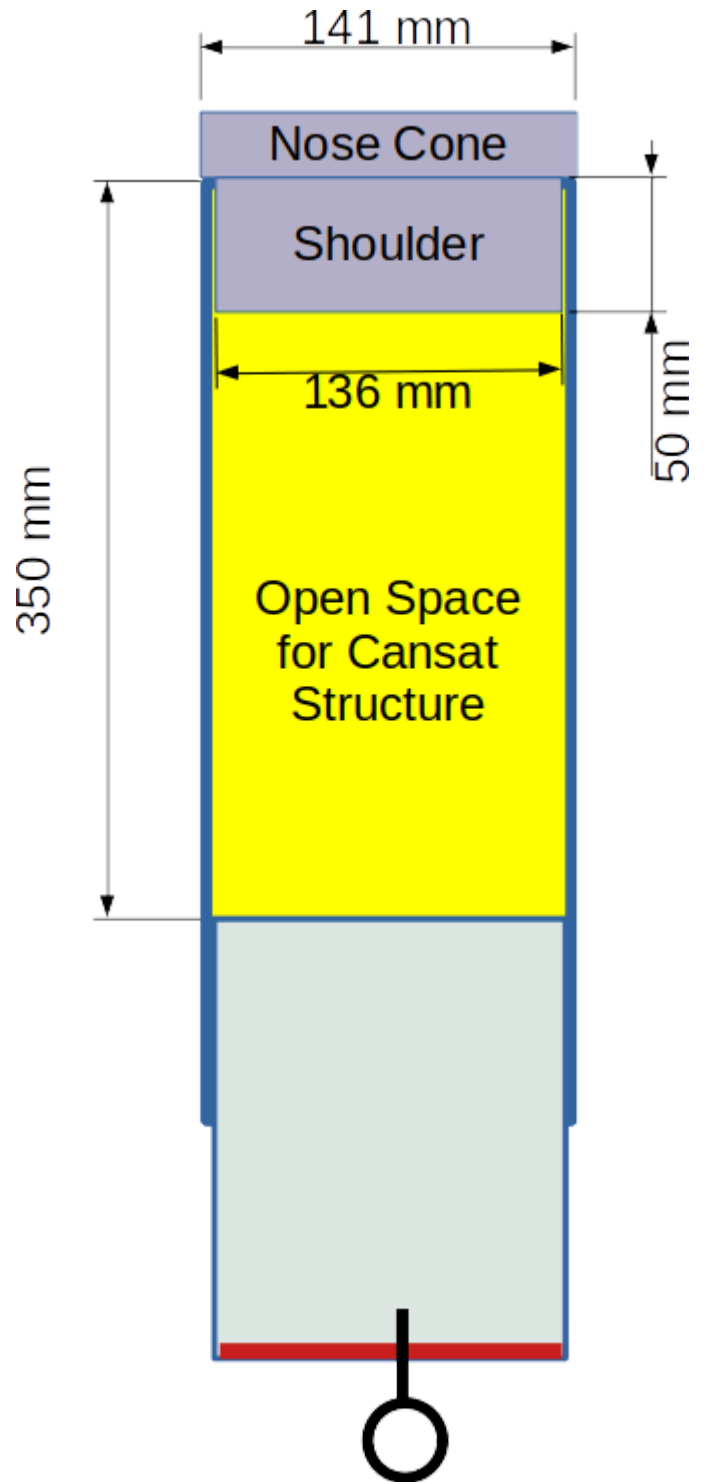 141 mm
Nose Cone
Shoulder
136 mm
50 mm
350 mm
Open Space
for Cansat
Structure